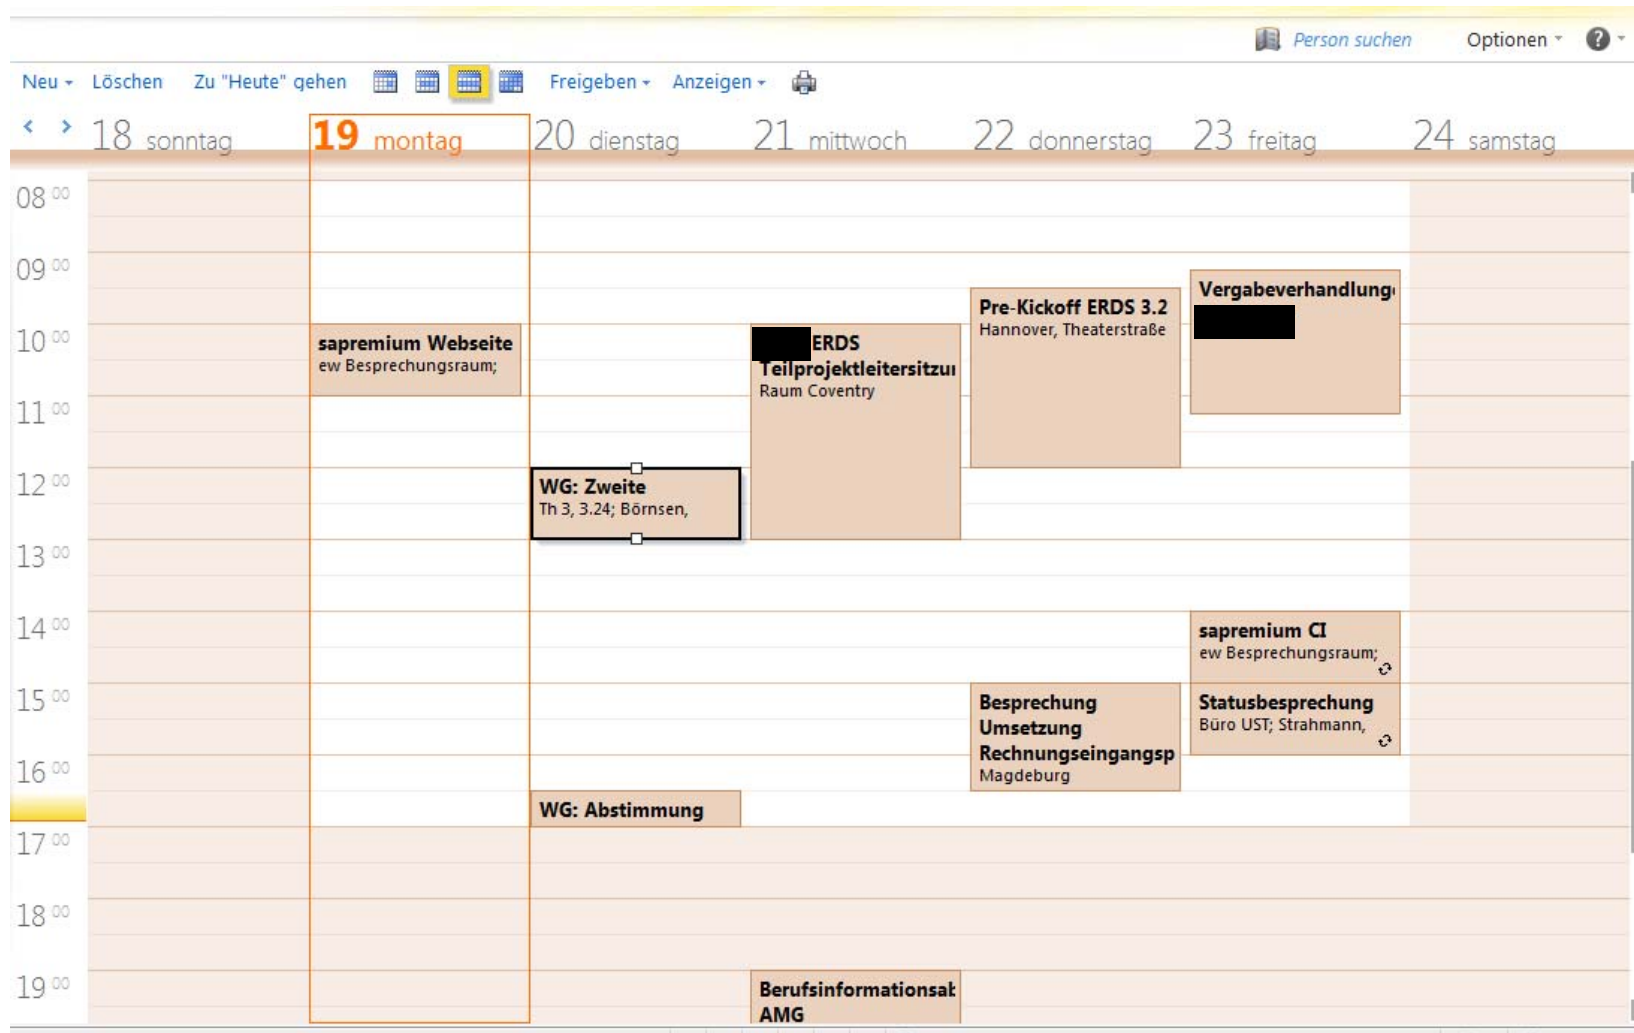 Person suchen Optionen ?
Neu Löschen Zu "Heute" gehen Freigeben Anzeigen
18 sonntag 19 montag 20 dienstag 21 mittwoch 22 donnerstag 23 freitag 24 samstag
08 00
09 00
10 00
11 00
12 00
13 00
14 00
15 00
16 00
17 00
18 00
19 00
sapremium Webseite
ew Besprechungsraum;
WG: Zweite
Th 3, 3.24; Börnsen,
WG: Abstimmung
ERDS
Teilprojektleitersitzu
Raum Coventry
Berufsinformationsab
AMG
Pre-Kickoff ERDS 3.2
Hannover, Theaterstraße
Besprechung
Umsetzung
Rechnungseingangsp
Magdeburg
Vergabeverhandlung
sapremium CI
ew Besprechungsraum;
Statusbesprechung
Büro UST; Strahmann,